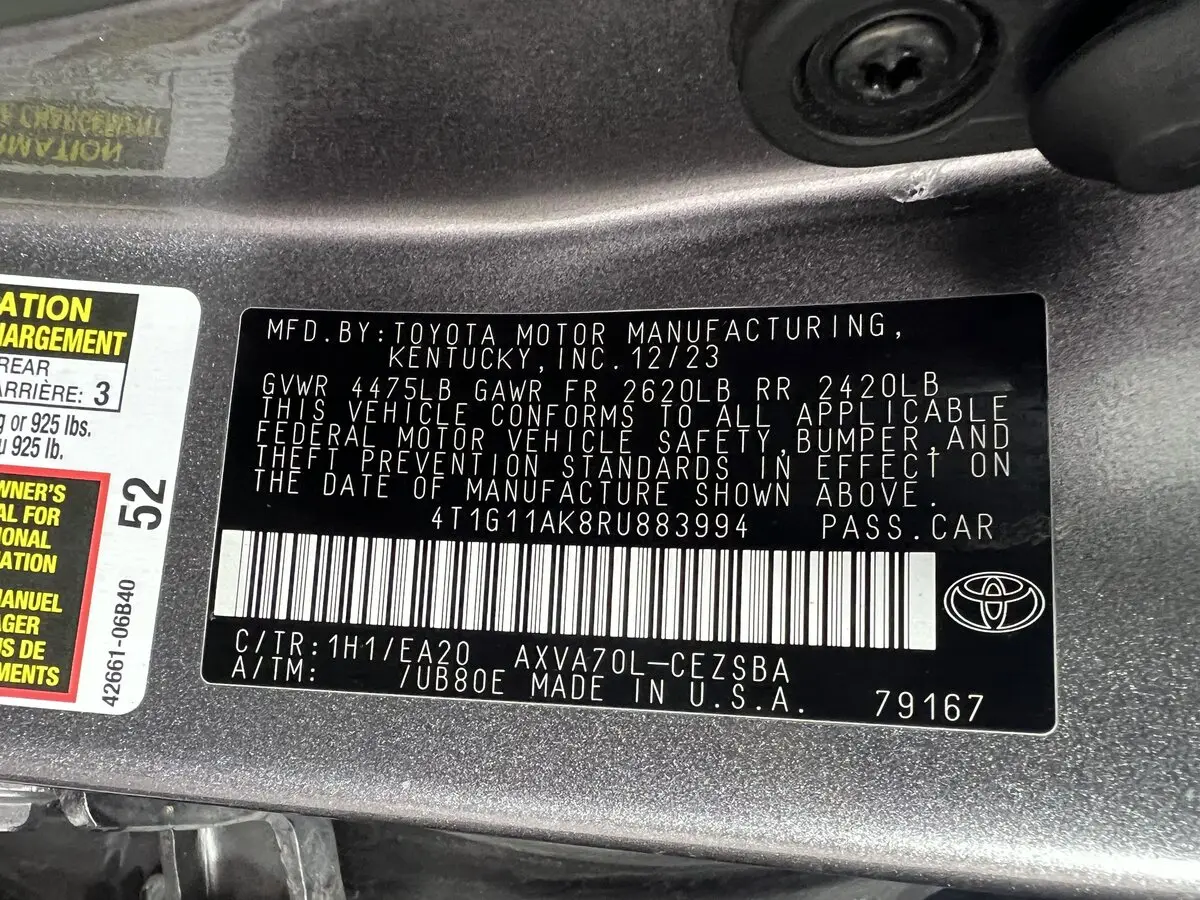 ATION
HARGEMENT
REAR
ARRIÈRE: 3
g or 925 lbs.
u 925 lb.
WNER'S
AL FOR
IONAL
ATION
MANUEL
AGER
US DE
EMENTS
52
42661-06B40
MFD.BY:TOYOTA MOTOR MANUFACTURING,
KENTUCKY,INC.12/23
GVWR 4475LB GAWR FR 2620LB RR 2420LB
THIS VEHICLE CONFORMS TO ALL APPLICABLE
FEDERAL MOTOR VEHICLE SAFETY,BUMPER,AND
THEFT PREVENTION STANDARDS IN EFFECT ON
THE DATE OF MANUFACTURE SHOWN ABOVE.
4T1G11AK8RU883994 PASS.CAR
C/TR:1H1/EA20 AXVA70L-CEZSBA
A/TM: 7UB80E MADE IN U.S.A. 79167